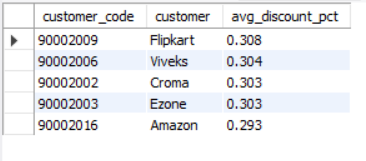 customer_code customer avg_discount_pct
90002009 Flipkart 0.308
90002006 Viveks 0.304
90002002 Croma 0.303
90002003 Ezone 0.303
90002016 Amazon 0.293